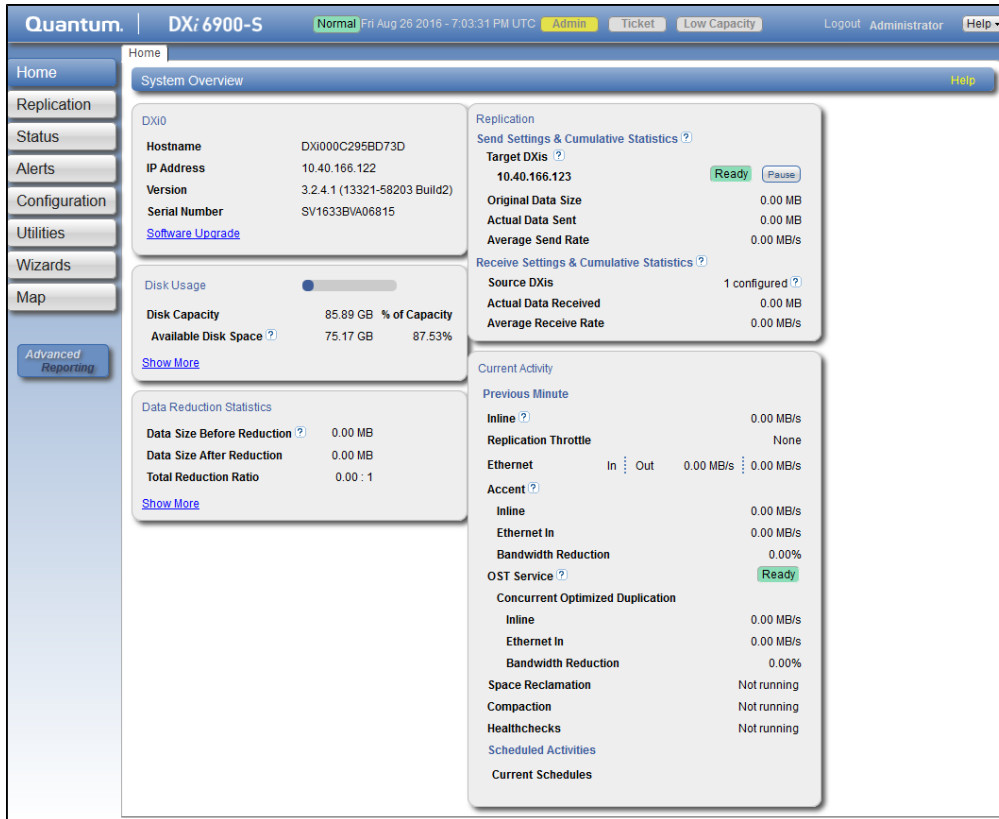 Quantum. DXi 6900-S Normal Fri Aug 26 2016 - 7:03:31 PM UTC Admin Ticket Low Capacity Logout Administrator Help
Home
Home
Replication
Status
Alerts
Configuration
Utilities
Wizards
Map
Advanced
Reporting
System Overview Help
DXi0
Hostname DXi000C295BD73D
IP Address 10.40.166.122
Version 3.2.4.1 (13321-58203 Build2)
Serial Number SV1633BVA06815
Software Upgrade
Disk Usage
Disk Capacity 85.89 GB % of Capacity
Available Disk Space ? 75.17 GB 87.53%
Show More
Data Reduction Statistics
Data Size Before Reduction ? 0.00 MB
Data Size After Reduction 0.00 MB
Total Reduction Ratio 0.00 : 1
Show More
Replication
Send Settings & Cumulative Statistics ?
Target DXis ?
10.40.166.123 Ready Pause
Original Data Size 0.00 MB
Actual Data Sent 0.00 MB
Average Send Rate 0.00 MB/s
Receive Settings & Cumulative Statistics ?
Source DXis 1 configured ?
Actual Data Received 0.00 MB
Average Receive Rate 0.00 MB/s
Current Activity
Previous Minute
Inline ? 0.00 MB/s
Replication Throttle None
Ethernet In Out 0.00 MB/s 0.00 MB/s
Accent ?
Inline 0.00 MB/s
Ethernet In 0.00 MB/s
Bandwidth Reduction 0.00%
OST Service ? Ready
Concurrent Optimized Duplication
Inline 0.00 MB/s
Ethernet In 0.00 MB/s
Bandwidth Reduction 0.00%
Space Reclamation Not running
Compaction Not running
Healthchecks Not running
Scheduled Activities
Current Schedules